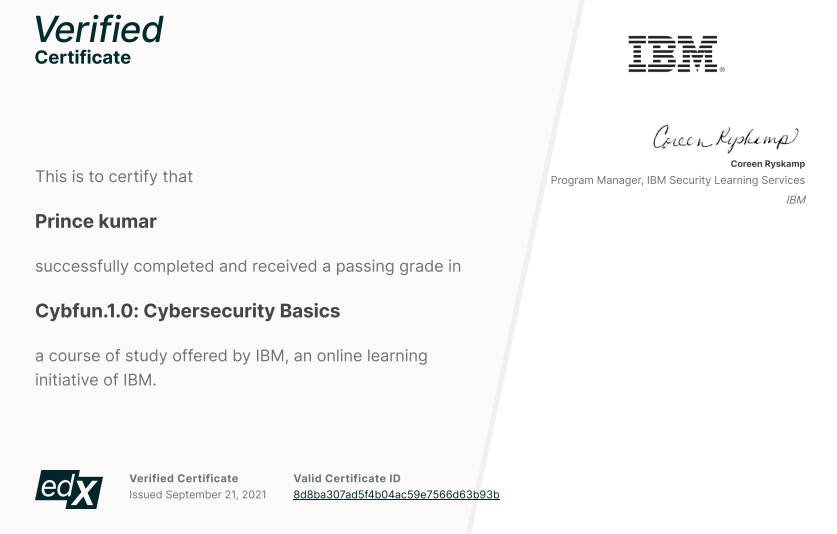 Verified
Certificate
IBM®
Coreen Ryskamp
Coreen Ryskamp
Program Manager, IBM Security Learning Services
IBM
This is to certify that
Prince kumar
successfully completed and received a passing grade in
Cybfun.1.0: Cybersecurity Basics
a course of study offered by IBM, an online learning
initiative of IBM.
edX
Verified Certificate
Issued September 21, 2021
Valid Certificate ID
8d8ba307ad5f4b04ac59e7566d63b93b